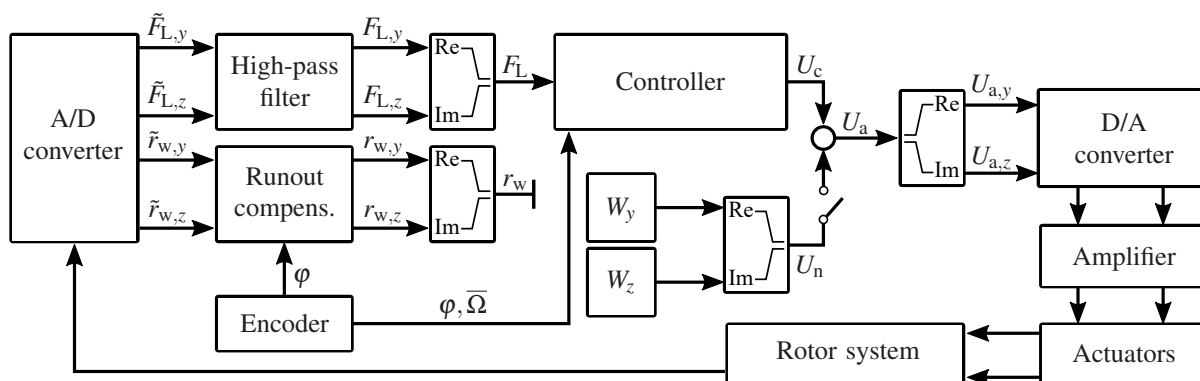 A/D
converter
F̃L,y
F̃L,z
r̃w,y
r̃w,z
High-pass
filter
Runout
compens.
φ
Encoder
FL,y
FL,z
rw,y
rw,z
Re
Im
FL
Re
Im
rw
φ, Ω̅
Controller
Uc
Ua
Wy
Wz
Re
Im
Un
Re
Im
Ua,y
Ua,z
D/A
converter
Amplifier
Actuators
Rotor system